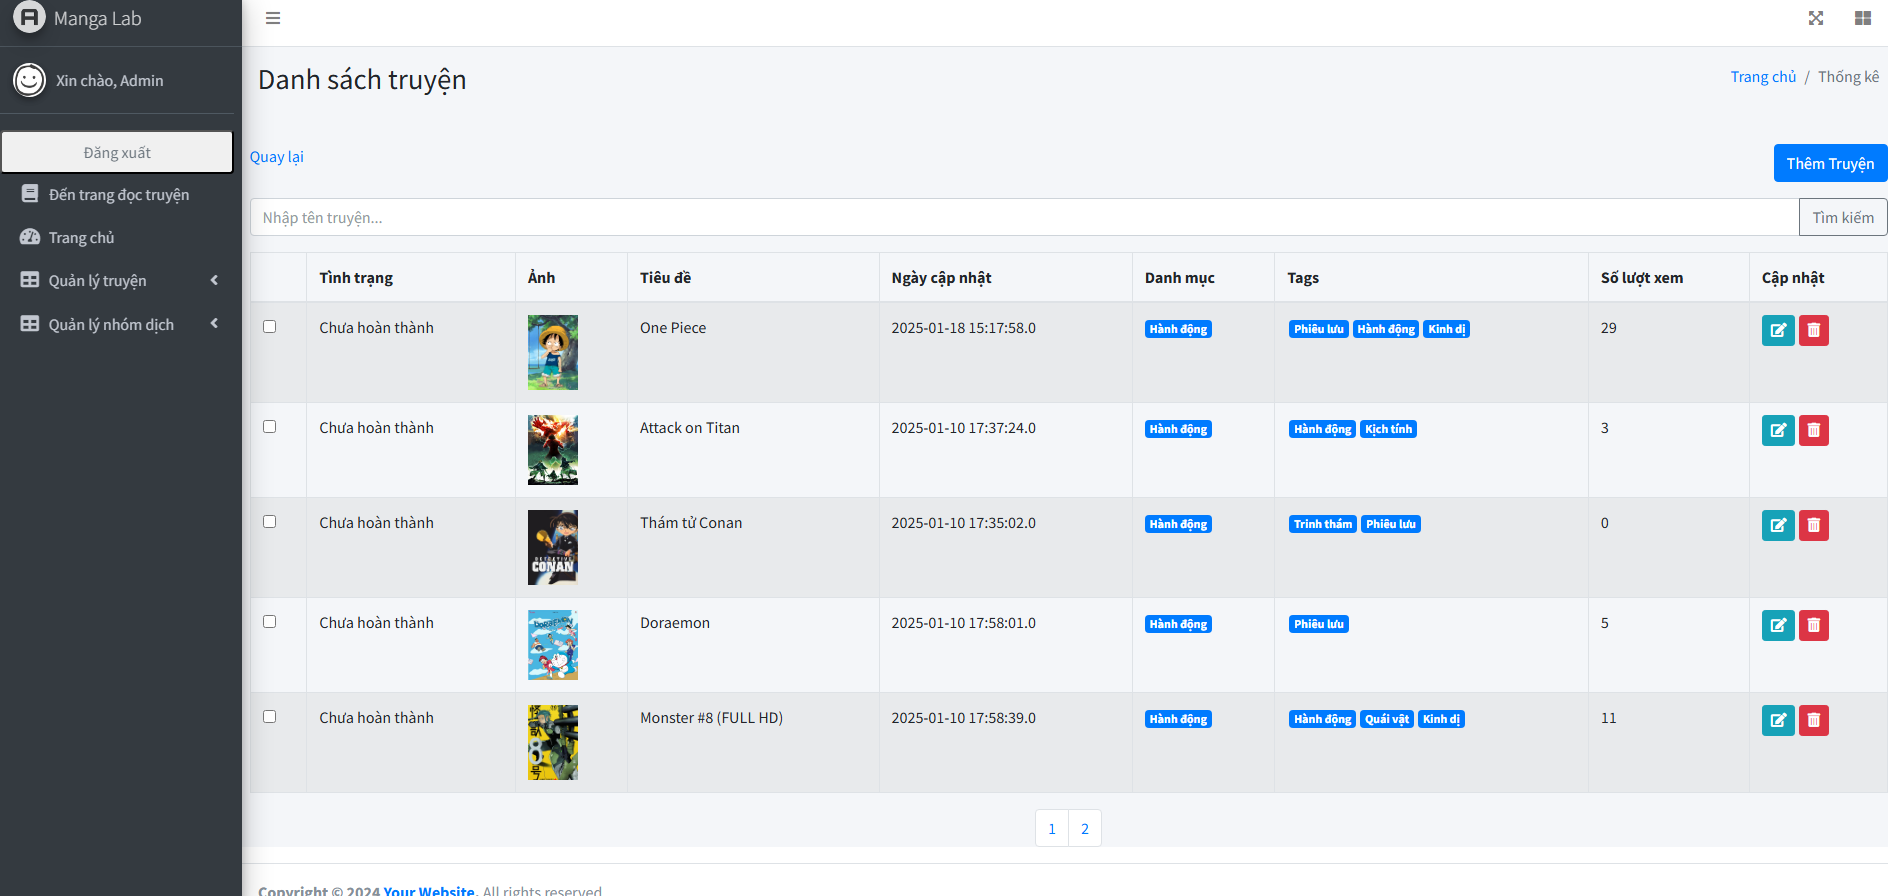 Manga Lab
Xin chào, Admin
Đăng xuất
Đến trang đọc truyện
Trang chủ
Quản lý truyện
Quản lý nhóm dịch
Danh sách truyện
Trang chủ / Thống kê
Quay lại
Thêm Truyện
Nhập tên truyện...
Tìm kiếm
Tình trạng Ảnh Tiêu đề Ngày cập nhật Danh mục Tags Số lượt xem Cập nhật
Chưa hoàn thành One Piece 2025-01-18 15:17:58.0 Hành động Phiêu lưu Hành động Kinh dị 29
Chưa hoàn thành Attack on Titan 2025-01-10 17:37:24.0 Hành động Hành động Kịch tính 3
Chưa hoàn thành Thám tử Conan 2025-01-10 17:35:02.0 Hành động Trinh thám Phiêu lưu 0
CONAN
Chưa hoàn thành Doraemon 2025-01-10 17:58:01.0 Hành động Phiêu lưu 5
DORAEMON
Chưa hoàn thành Monster #8 (FULL HD) 2025-01-10 17:58:39.0 Hành động Hành động Quái vật Kinh dị 11
8号
1 2
Copyright © 2024 Your Website. All rights reserved